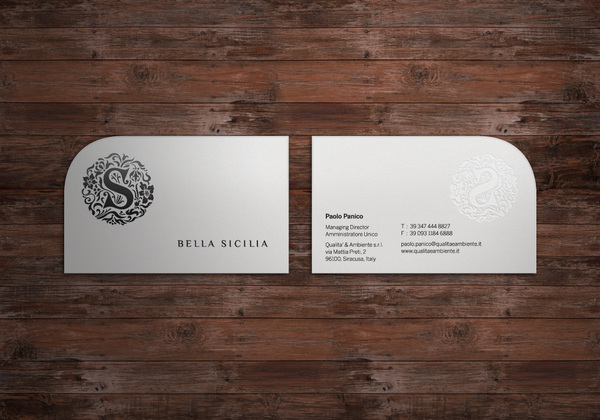 S
BELLA SICILIA
Paolo Panico
Managing Director
Amministratore Unico
Qualita' & Ambiente s.r.l.
via Mattia Preti, 2
96100, Siracusa, Italy
T : 39 347 444 8827
F : 39 093 1184 6888
paolo.panico@qualitaeambiente.it
www.qualitaeambiente.it
S